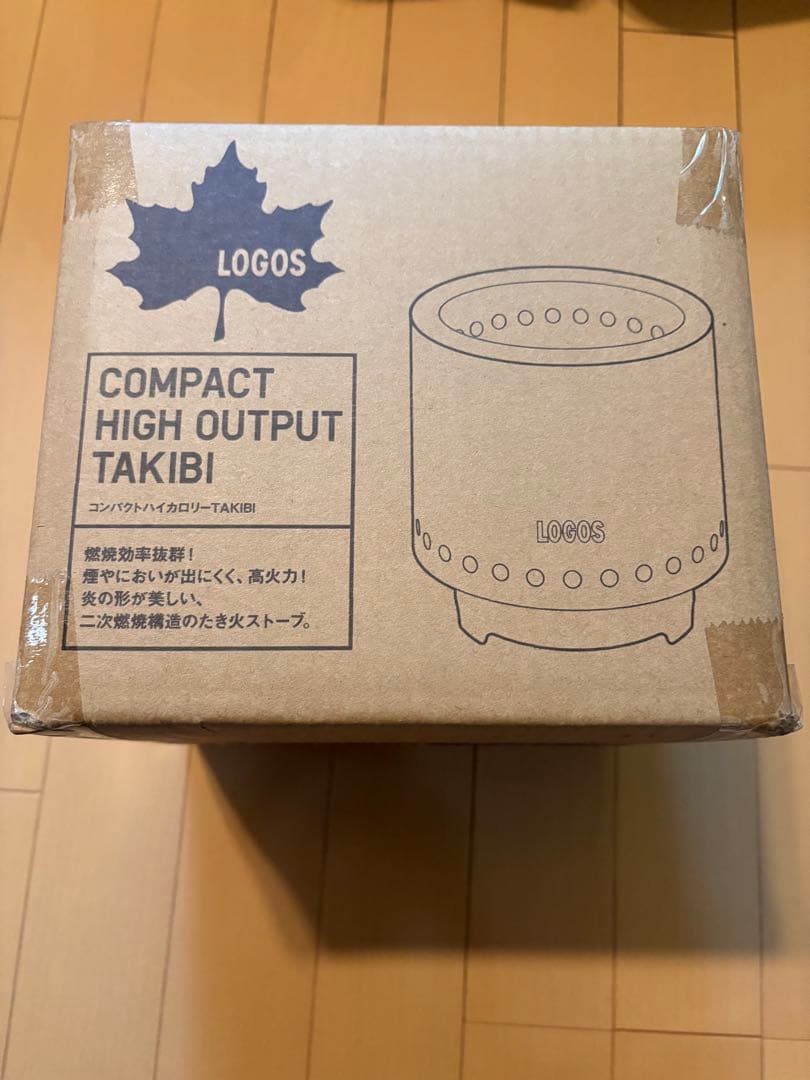 LOGOS
COMPACT
HIGH OUTPUT
TAKIBI
コンパクトハイカロリーTAKIBI
燃焼効率抜群！
煙やにおいが出にくく、高火力！
炎の形が美しい、
二次燃焼構造のたき火ストーブ。
LOGOS